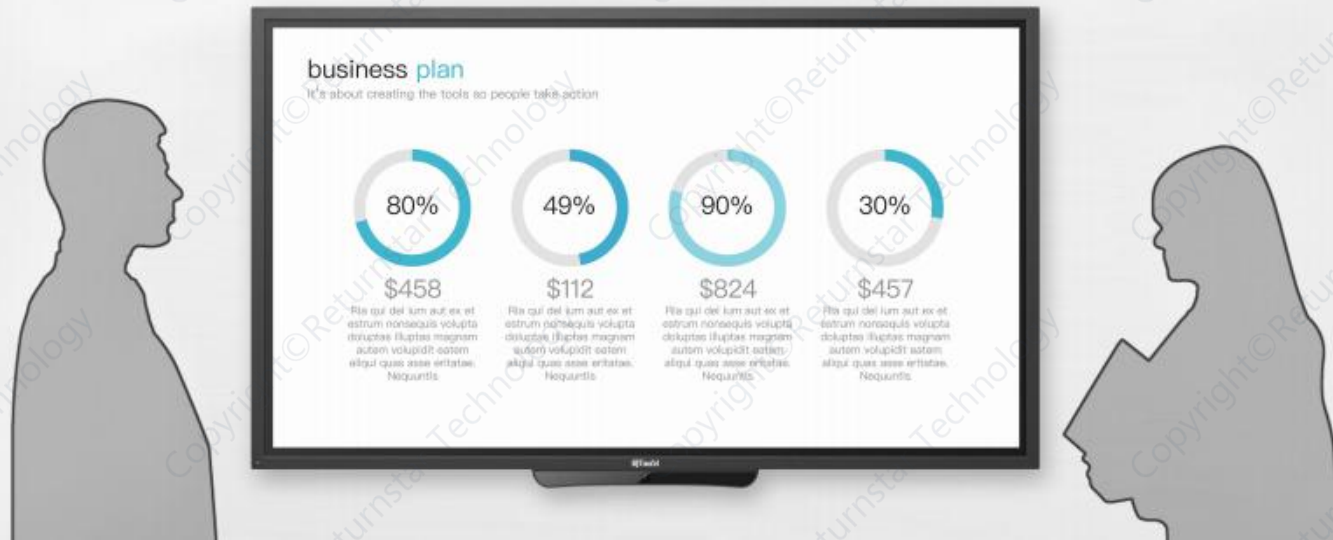 business plan
It's about creating the tools so people take action
80%
49%
90%
30%
$458
$112
$824
$457
Ria qui del ium aut ex et
estrum nonsequis volupta
doluptas illuptas magnam
autem volupidit eatem
aliqui quas asse eritatae.
Nequuntis
Ria qui del ium aut ex et
estrum nonsequis volupta
doluptas illuptas magnam
autem volupidit eatem
aliqui quas asse eritatae.
Nequuntis
Ria qui del ium aut ex et
estrum nonsequis volupta
doluptas illuptas magnam
autem volupidit eatem
aliqui quas asse eritatae.
Nequuntis
Ria qui del ium aut ex et
estrum nonsequis volupta
doluptas illuptas magnam
autem volupidit eatem
aliqui quas asse eritatae.
Nequuntis
Copyright©Returnstar Technology